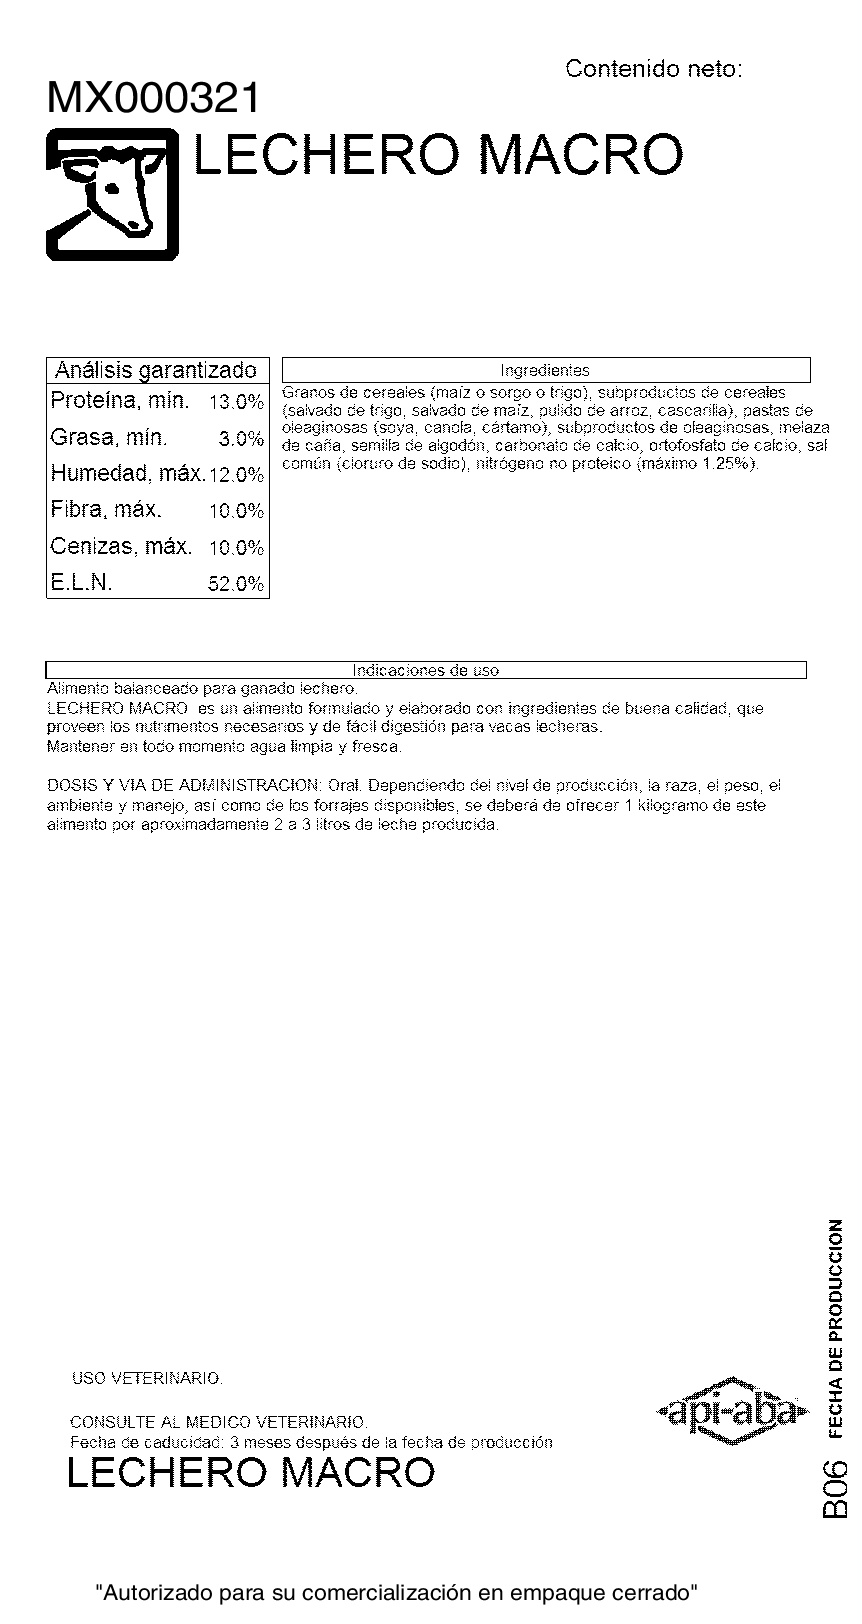 Contenido neto:
MX000321
LECHERO MACRO
Análisis garantizado
Proteína, mín. 13.0%
Grasa, mín. 3.0%
Humedad, máx. 12.0%
Fibra, máx. 10.0%
Cenizas, máx. 10.0%
E.L.N. 52.0%
Ingredientes
Granos de cereales (maíz o sorgo o trigo), subproductos de cereales
(salvado de trigo, salvado de maíz, pulido de arroz, cascarilla), pastas de
oleaginosas (soya, canola, cártamo), subproductos de oleaginosas, melaza
de caña, semilla de algodón, carbonato de calcio, ortofosfato de calcio, sal
común (cloruro de sodio), nitrógeno no proteico (máximo 1.25%).
Indicaciones de uso
Alimento balanceado para ganado lechero.
LECHERO MACRO es un alimento formulado y elaborado con ingredientes de buena calidad, que
proveen los nutrimentos necesarios y de fácil digestión para vacas lecheras.
Mantener en todo momento agua limpia y fresca.
DOSIS Y VIA DE ADMINISTRACION: Oral. Dependiendo del nivel de producción, la raza, el peso, el
ambiente y manejo, así como de los forrajes disponibles, se deberá de ofrecer 1 kilogramo de este
alimento por aproximadamente 2 a 3 litros de leche producida.
USO VETERINARIO.
CONSULTE AL MEDICO VETERINARIO.
Fecha de caducidad: 3 meses después de la fecha de producción
LECHERO MACRO
api-aba
B06 FECHA DE PRODUCCION
"Autorizado para su comercialización en empaque cerrado"